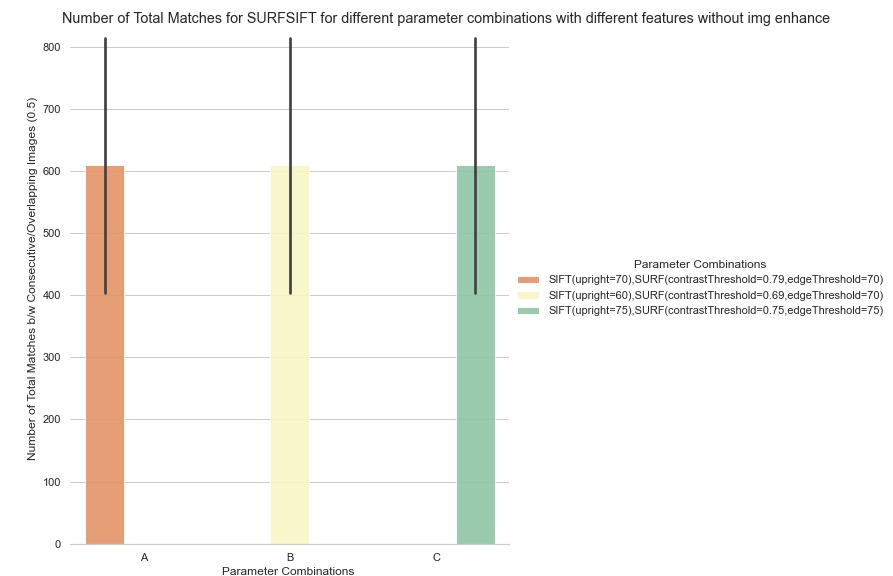 Number of Total Matches for SURFSIFT for different parameter combinations with different features without img enhance
Number of Total Matches b/w Consecutive/Overlapping Images (0.5)
800
700
600
500
400
300
200
100
0
A B C
Parameter Combinations
Parameter Combinations
SIFT(upright=70),SURF(contrastThreshold=0.79,edgeThreshold=70)
SIFT(upright=60),SURF(contrastThreshold=0.69,edgeThreshold=70)
SIFT(upright=75),SURF(contrastThreshold=0.75,edgeThreshold=75)